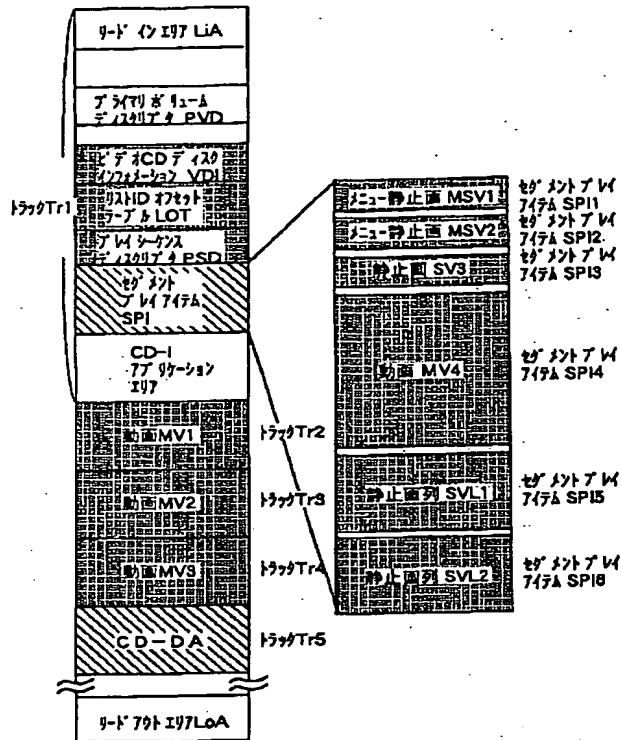 リード イン エリア LiA
プライマリ ボリューム
ディスクリプタ PVD
トラックTr1
ビデオCD ディスク
インフォメーション VDI
リストID オフセット
テーブル LOT
プレイ シーケンス
ディスクリプタ PSD
セグメント
プレイ アイテム
SPI
CD-I
アプリケーション
エリア
動画MV1
トラックTr2
動画MV2
トラックTr3
動画MV3
トラックTr4
CD-DA
トラックTr5
リード アウト エリアLoA
メニュー静止画 MSV1
セグメント プレイ
アイテム SPI1
メニュー静止画 MSV2
セグメント プレイ
アイテム SPI2
静止画 SV3
セグメント プレイ
アイテム SPI3
動画 MV4
セグメント プレイ
アイテム SPI4
静止画列 SVL1
セグメント プレイ
アイテム SPI5
静止画列 SVL2
セグメント プレイ
アイテム SPI6